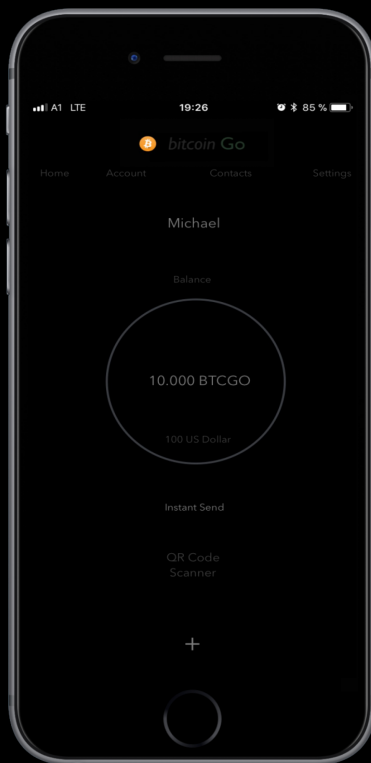 A1 LTE 19:26 85 %
bitcoin Go
Home Account Contacts Settings
Michael
Balance
10.000 BTCGO
100 US Dollar
Instant Send
QR Code
Scanner
+